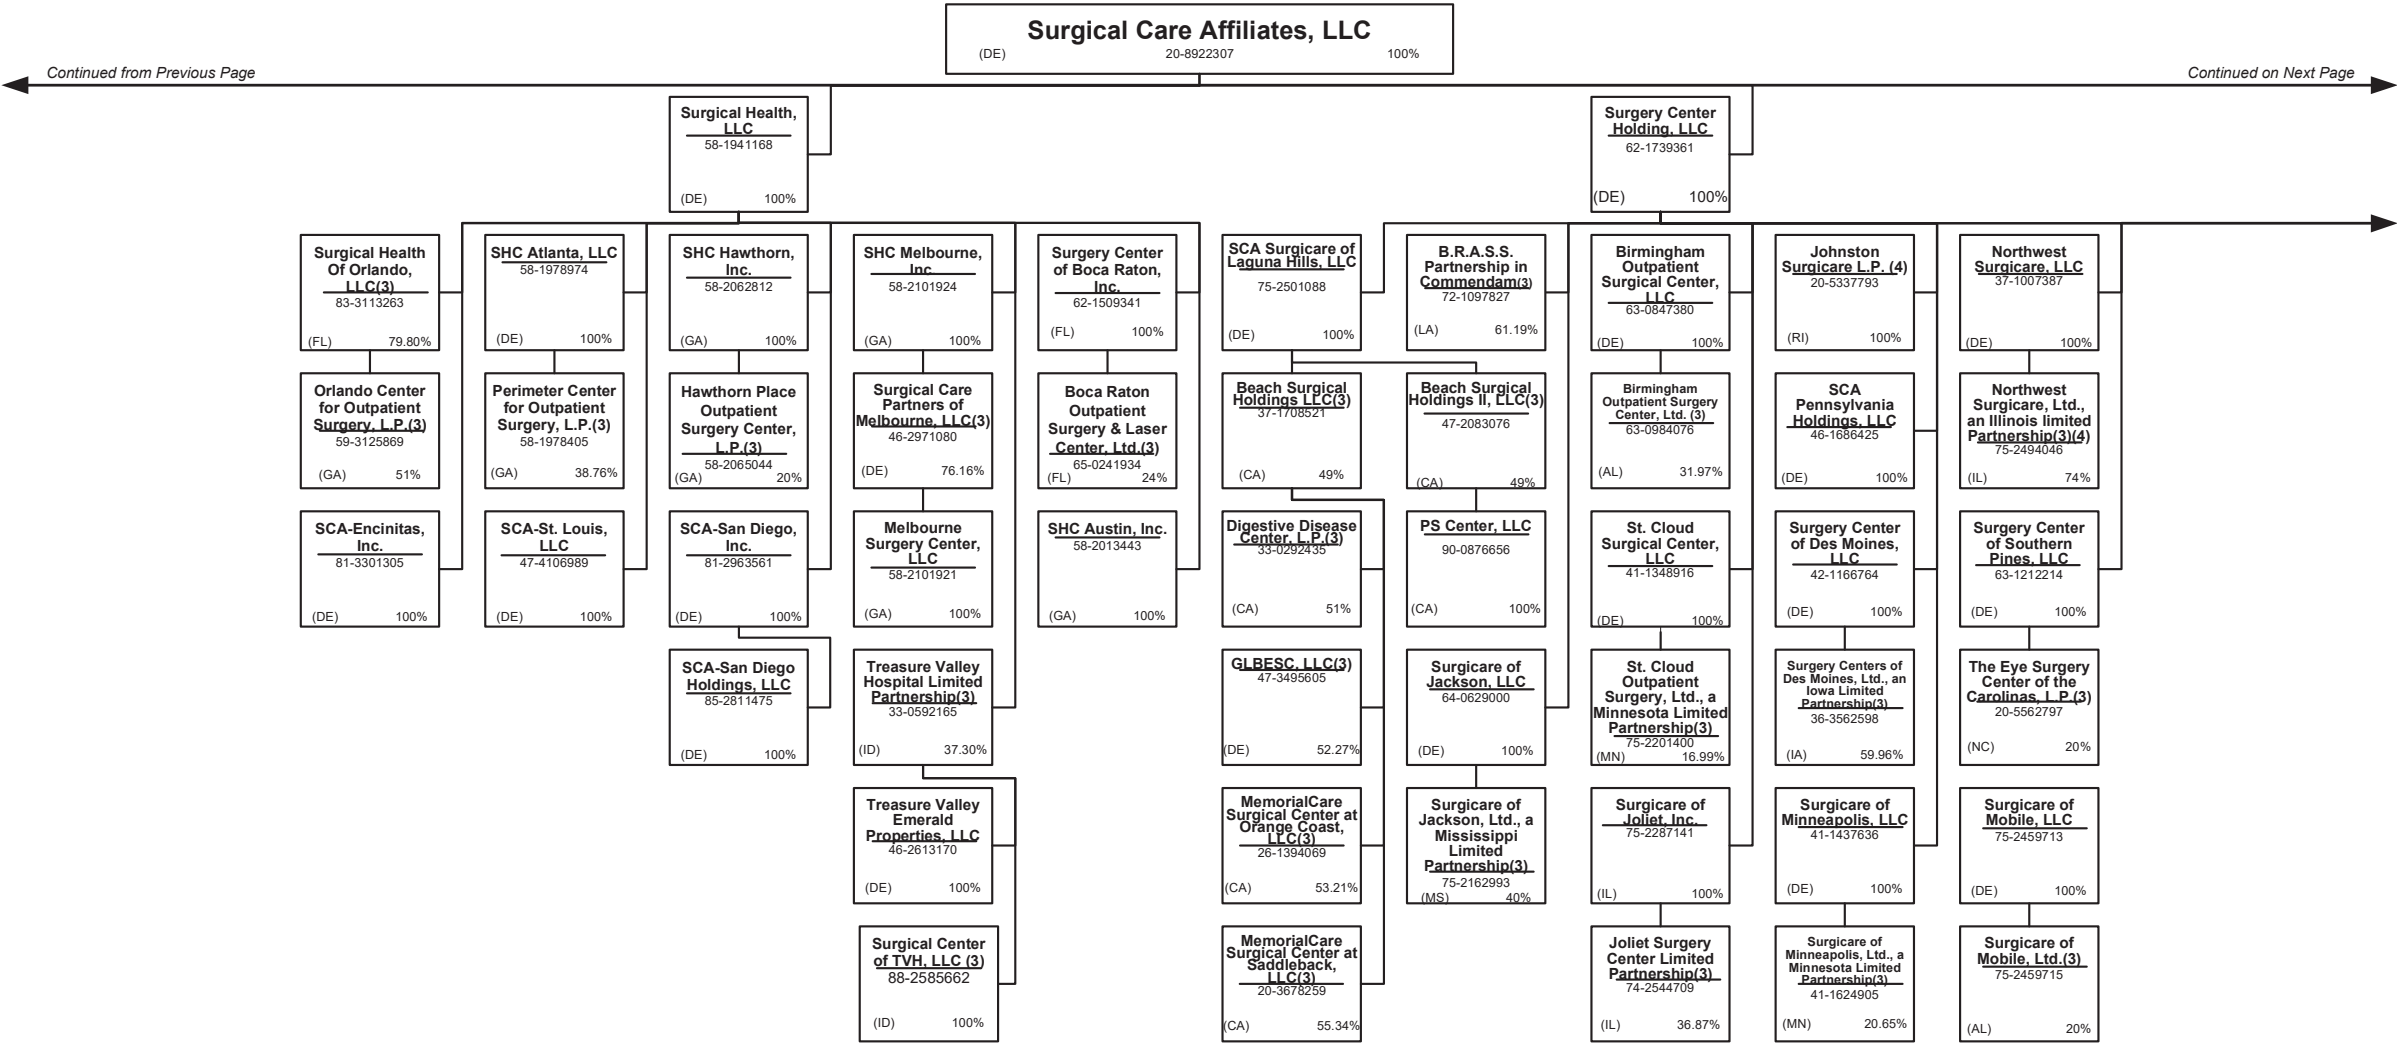 Surgical Care Affiliates, LLC
(DE) 20-8922307 100%
Continued from Previous Page
Continued on Next Page
Surgical Health,
LLC
58-1941168
(DE) 100%
Surgery Center
Holding, LLC
62-1739361
(DE) 100%
Surgical Health
Of Orlando,
LLC(3)
83-3113263
(FL) 79.80%
SHC Atlanta, LLC
58-1978974
(DE) 100%
SHC Hawthorn,
Inc.
58-2062812
(GA) 100%
SHC Melbourne,
Inc.
58-2101924
(GA) 100%
Surgery Center
of Boca Raton,
Inc.
62-1509341
(FL) 100%
SCA Surgicare of
Laguna Hills, LLC
75-2501088
(DE) 100%
B.R.A.S.S.
Partnership in
Commendam(3)
72-1097827
(LA) 61.19%
Birmingham
Outpatient
Surgical Center,
LLC
63-0847380
(DE) 100%
Johnston
Surgicare L.P. (4)
20-5337793
(RI) 100%
Northwest
Surgicare, LLC
37-1007387
(DE) 100%
Orlando Center
for Outpatient
Surgery, L.P.(3)
59-3125869
(GA) 51%
Perimeter Center
for Outpatient
Surgery, L.P.(3)
58-1978405
(GA) 38.76%
Hawthorn Place
Outpatient
Surgery Center,
L.P.(3)
58-2065044
(GA) 20%
Surgical Care
Partners of
Melbourne, LLC(3)
46-2971080
(DE) 76.16%
Boca Raton
Outpatient
Surgery & Laser
Center, Ltd.(3)
65-0241934
(FL) 24%
Beach Surgical
Holdings LLC(3)
37-1708521
(CA) 49%
Beach Surgical
Holdings II, LLC(3)
47-2083076
(CA) 49%
Birmingham
Outpatient Surgery
Center, Ltd. (3)
63-0984076
(AL) 31.97%
SCA
Pennsylvania
Holdings, LLC
46-1686425
(DE) 100%
Northwest
Surgicare, Ltd.,
an Illinois limited
Partnership(3)(4)
75-2494046
(IL) 74%
SCA-Encinitas,
Inc.
81-3301305
(DE) 100%
SCA-St. Louis,
LLC
47-4106989
(DE) 100%
SCA-San Diego,
Inc.
81-2963561
(DE) 100%
Melbourne
Surgery Center,
LLC
58-2101921
(GA) 100%
SHC Austin, Inc.
58-2013443
(GA) 100%
Digestive Disease
Center, L.P.(3)
33-0292435
(CA) 51%
PS Center, LLC
90-0876656
(CA) 100%
St. Cloud
Surgical Center,
LLC
41-1348916
(DE) 100%
Surgery Center
of Des Moines,
LLC
42-1166764
(DE) 100%
Surgery Center
of Southern
Pines, LLC
63-1212214
(DE) 100%
SCA-San Diego
Holdings, LLC
85-2811475
(DE) 100%
Treasure Valley
Hospital Limited
Partnership(3)
33-0592165
(ID) 37.30%
GLBESC, LLC(3)
47-3495605
(DE) 52.27%
Surgicare of
Jackson, LLC
64-0629000
(DE) 100%
St. Cloud
Outpatient
Surgery, Ltd., a
Minnesota Limited
Partnership(3)
75-2201400
(MN) 16.99%
Surgery Centers of
Des Moines, Ltd., an
Iowa Limited
Partnership(3)
36-3562598
(IA) 59.96%
The Eye Surgery
Center of the
Carolinas, L.P.(3)
20-5562797
(NC) 20%
Treasure Valley
Emerald
Properties, LLC
46-2613170
(DE) 100%
MemorialCare
Surgical Center at
Orange Coast,
LLC(3)
26-1394069
(CA) 53.21%
Surgicare of
Jackson, Ltd., a
Mississippi
Limited
Partnership(3)
75-2162993
(MS) 40%
Surgicare of
Joliet, Inc.
75-2287141
(IL) 100%
Surgicare of
Minneapolis, LLC
41-1437636
(DE) 100%
Surgicare of
Mobile, LLC
75-2459713
(DE) 100%
Surgical Center
of TVH, LLC (3)
88-2585662
(ID) 100%
MemorialCare
Surgical Center at
Saddleback,
LLC(3)
20-3678259
(CA) 55.34%
Joliet Surgery
Center Limited
Partnership(3)
74-2544709
(IL) 36.87%
Surgicare of
Minneapolis, Ltd., a
Minnesota Limited
Partnership(3)
41-1624905
(MN) 20.65%
Surgicare of
Mobile, Ltd.(3)
75-2459715
(AL) 20%